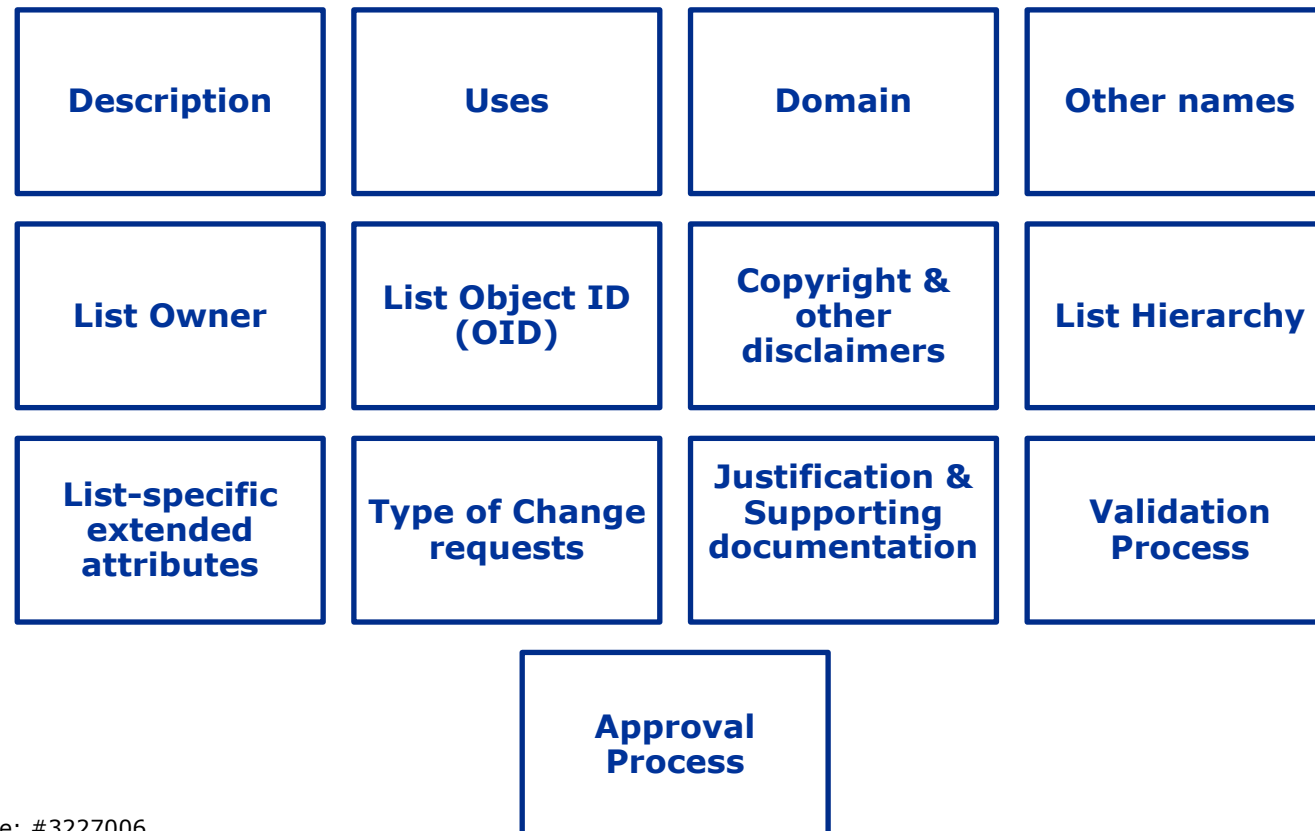 Description
Uses
Domain
Other names
List Owner
List Object ID
(OID)
Copyright &
other
disclaimers
List Hierarchy
List-specific
extended
attributes
Type of Change
requests
Justification &
Supporting
documentation
Validation
Process
Approval
Process
e: #3227006